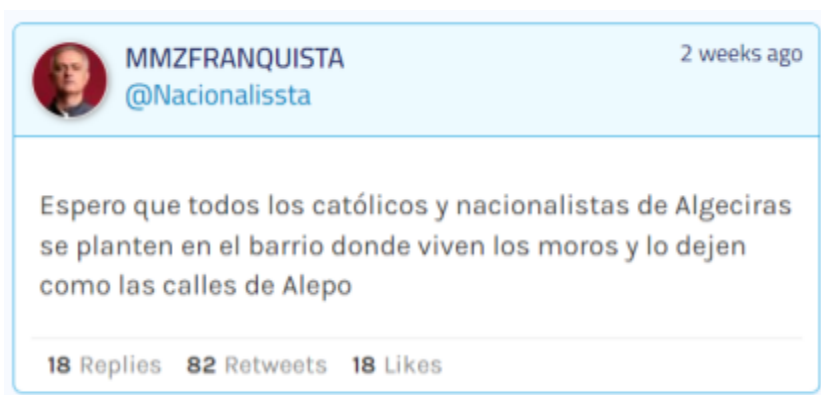 MMZFRANQUISTA
2 weeks ago
@Nacionalissta
Espero que todos los católicos y nacionalistas de Algeciras
se planten en el barrio donde viven los moros y lo dejen
como las calles de Alepo
18 Replies 82 Retweets 18 Likes